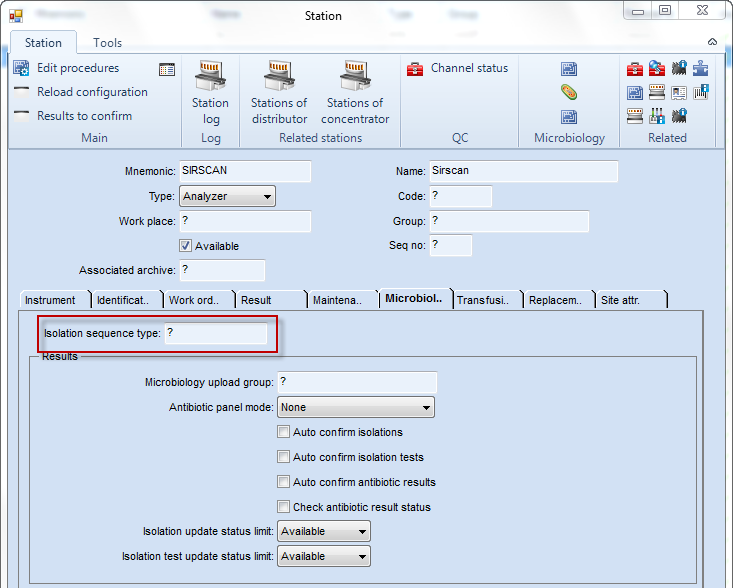 Station
Station Tools
Edit procedures
Reload configuration
Results to confirm
Main
Station log
Log
Stations of distributor
Stations of concentrator
Related stations
Channel status
QC
Microbiology
Related
Mnemonic: SIRSCAN
Name: Sirscan
Type: Analyzer
Code: ?
Work place: ?
Group: ?
Available
Seq no: ?
Associated archive: ?
Instrument Identificat.. Work ord.. Result Maintena.. Microbiol.. Transfusi.. Replacem.. Site attr.
Isolation sequence type: ?
Results
Microbiology upload group: ?
Antibiotic panel mode: None
Auto confirm isolations
Auto confirm isolation tests
Auto confirm antibiotic results
Check antibiotic result status
Isolation update status limit: Available
Isolation test update status limit: Available